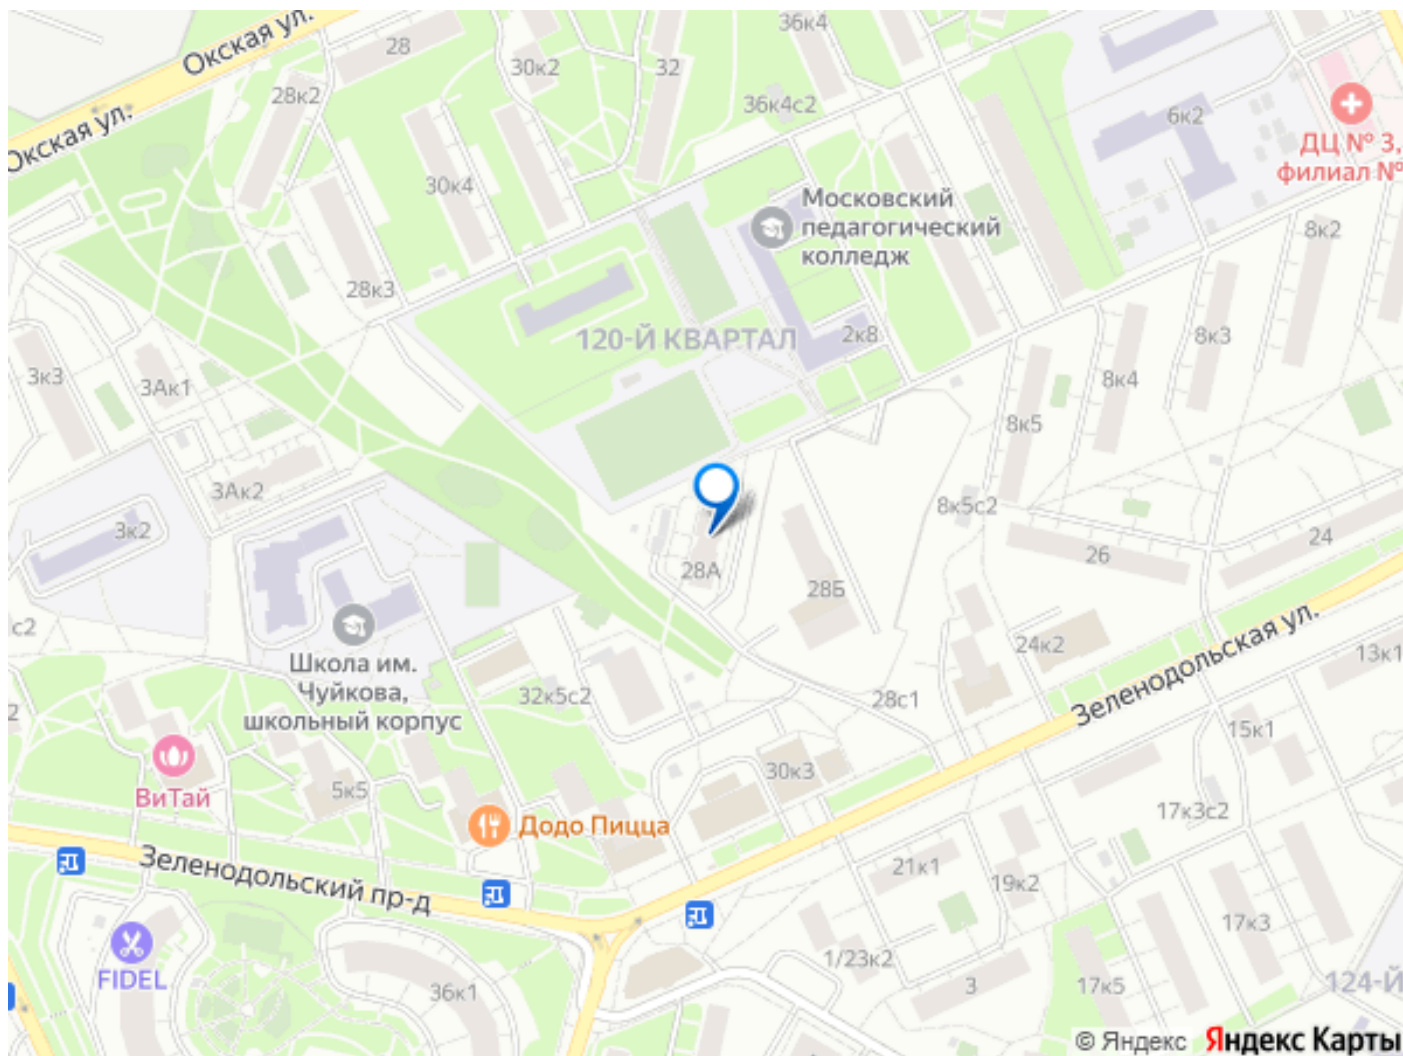 Окская ул.
28
36к4
30к2
32
28к2
36к4с2
6к2
Окская ул.
ДЦ № 3,
филиал №
30к4
Московский
педагогический
колледж
8к2
28к3
120-Й КВАРТАЛ
2к8
8к3
3к3
3Ак1
8к4
8к5
3Ак2
8к5с2
3к2
26
24
28А
28Б
с2
Школа им.
Чуйкова,
школьный корпус
24к2
Зеленодольская ул.
13к1
32к5с2
28с1
2
15к1
ВиТай
5к5
30к3
17к3с2
Додо Пицца
Зеленодольский пр-д
21к1
19к2
17к3
FIDEL
36к1
1/23к2
3
17к5
124-Й
© Яндекс Яндекс Карты